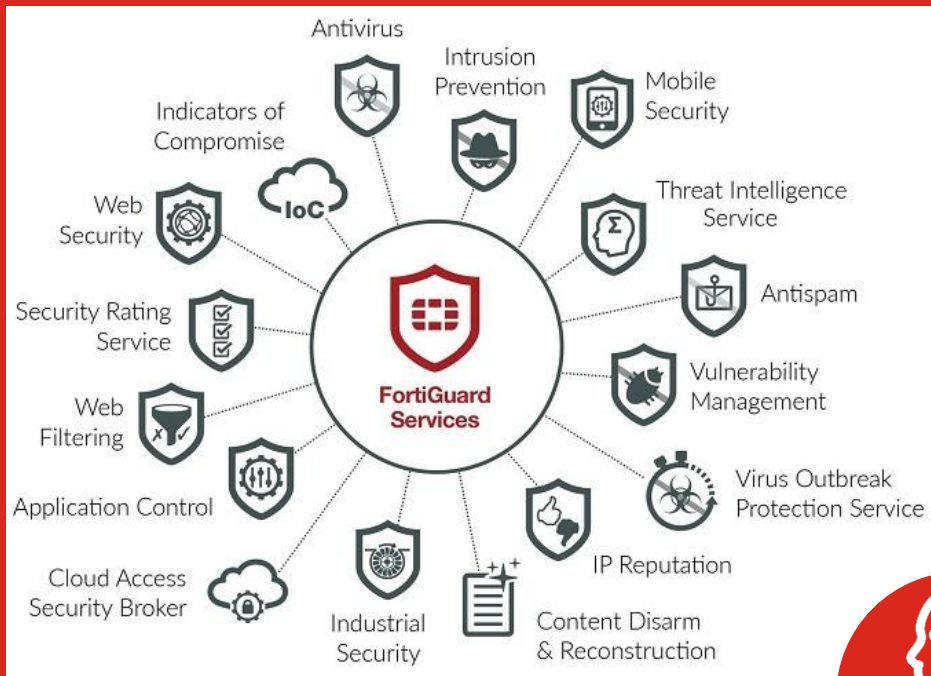 Antivirus
Intrusion
Prevention
Mobile
Security
Indicators of
Compromise
IoC
Threat Intelligence
Service
Web
Security
Antispam
Security Rating
Service
FortiGuard
Services
Vulnerability
Management
Web
Filtering
Virus Outbreak
Protection Service
Application Control
IP Reputation
Cloud Access
Security Broker
Industrial
Security
Content Disarm
& Reconstruction